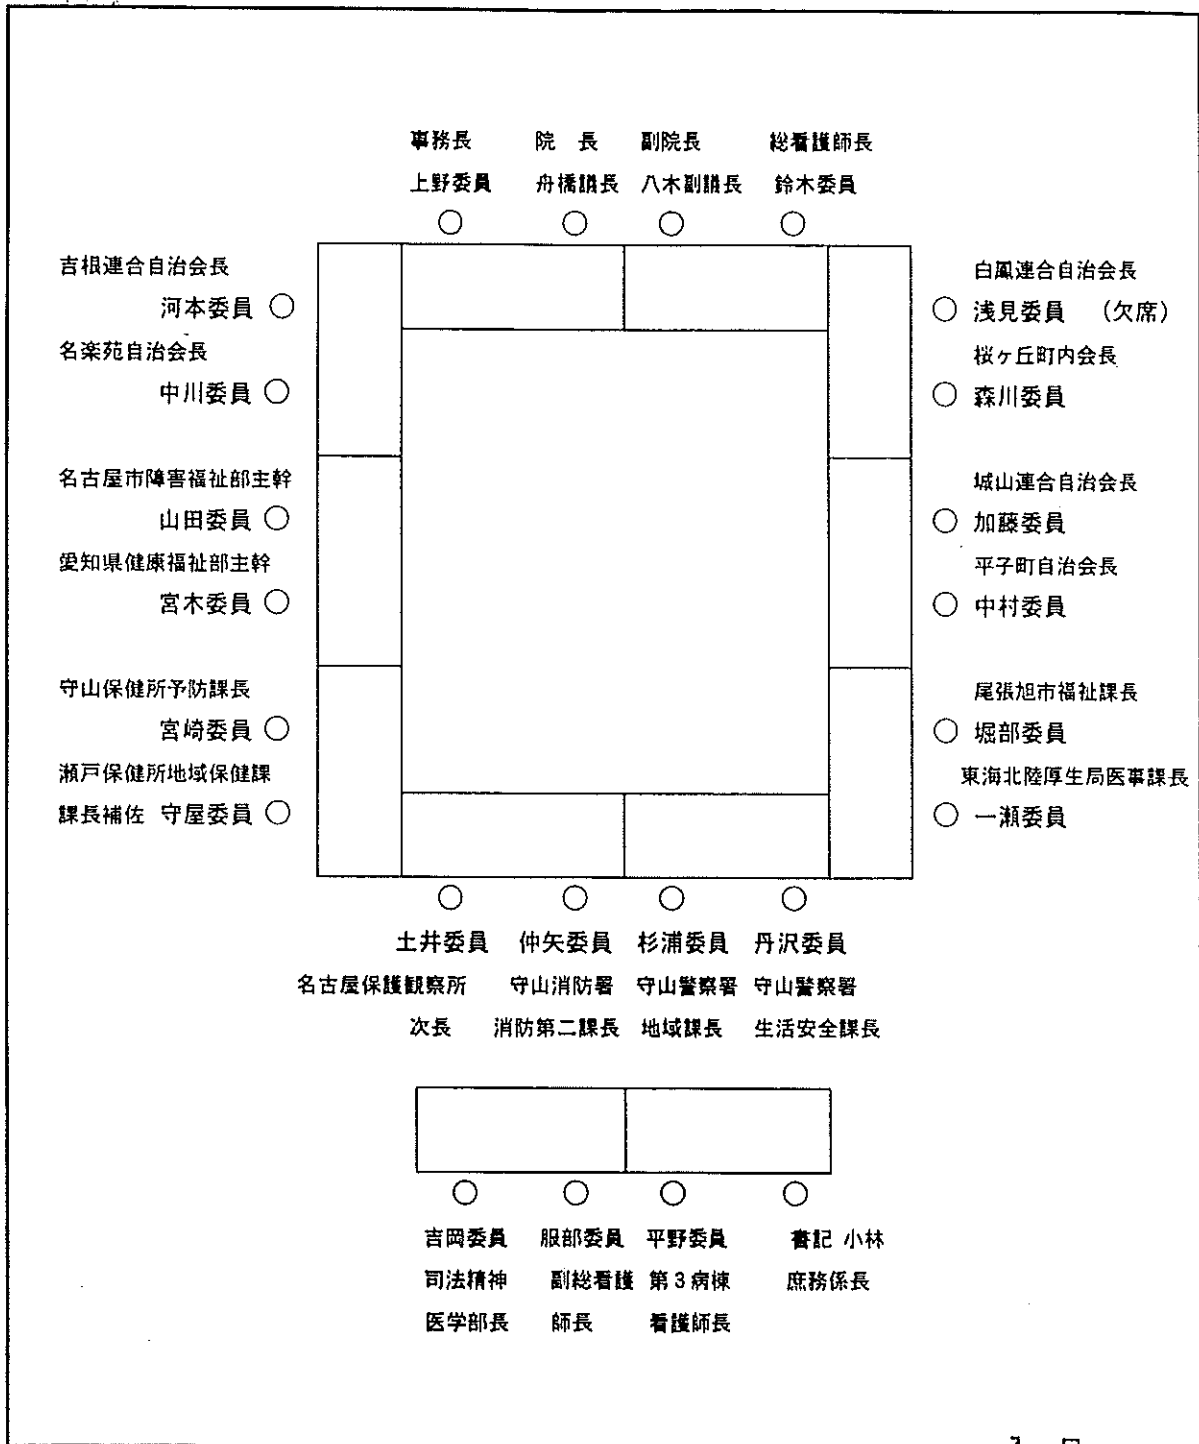 事務長 院 長 副院長 総看護師長
上野委員 舟橋議長 八木副議長 鈴木委員
吉根連合自治会長
河本委員
名楽苑自治会長
中川委員
名古屋市障害福祉部主幹
山田委員
愛知県健康福祉部主幹
宮木委員
守山保健所予防課長
宮崎委員
瀬戸保健所地域保健課
課長補佐 守屋委員
白鳳連合自治会長
浅見委員 (欠席)
桜ヶ丘町内会長
森川委員
城山連合自治会長
加藤委員
平子町自治会長
中村委員
尾張旭市福祉課長
堀部委員
東海北陸厚生局医事課長
一瀬委員
土井委員 仲矢委員 杉浦委員 丹沢委員
名古屋保護観察所 守山消防署 守山警察署 守山警察署
次長 消防第二課長 地域課長 生活安全課長
吉岡委員 服部委員 平野委員 書記 小林
司法精神 副総看護 第3病棟 庶務係長
医学部長 師長 看護師長
入 口